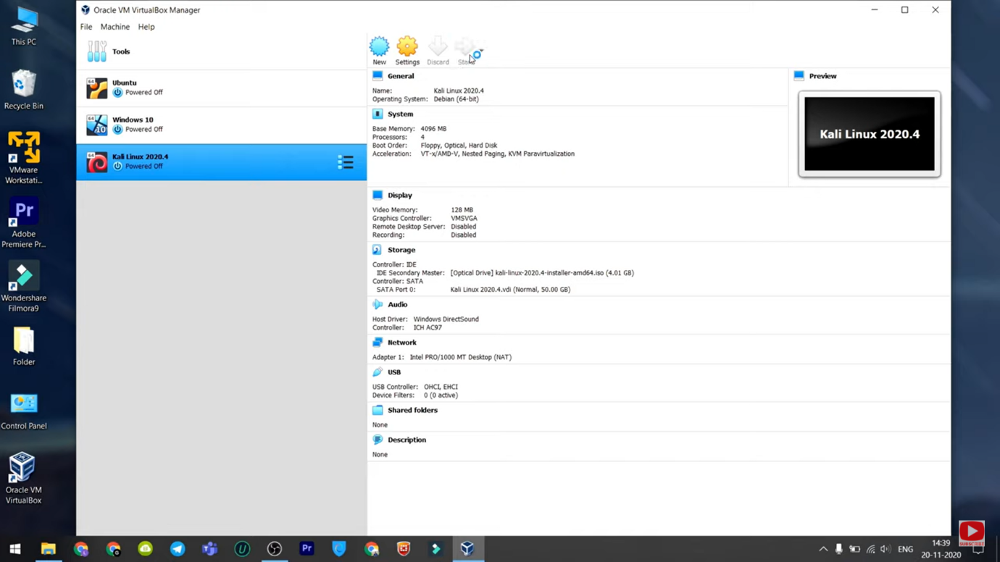 Oracle VM VirtualBox Manager
File Machine Help
Tools
New Settings Discard
General
Name: Kali Linux 2020.4
Operating System: Debian (64-bit)
System
Base Memory: 4096 MB
Processors: 4
Boot Order: Floppy, Optical, Hard Disk
Acceleration: VT-x/AMD-V, Nested Paging, KVM Paravirtualization
Preview
Kali Linux 2020.4
64
Ubuntu
Powered Off
64
10
Windows 10
Powered Off
64
Kali Linux 2020.4
Powered Off
Display
Video Memory: 128 MB
Graphics Controller: VMSVGA
Remote Desktop Server: Disabled
Recording: Disabled
Storage
Controller: IDE
IDE Secondary Master: [Optical Drive] kali-linux-2020.4-installer-amd64.iso (4.01 GB)
Controller: SATA
SATA Port 0: Kali Linux 2020.4.vdi (Normal, 50.00 GB)
Audio
Host Driver: Windows DirectSound
Controller: ICH AC97
Network
Adapter 1: Intel PRO/1000 MT Desktop (NAT)
USB
USB Controller: OHCI, EHCI
Device Filters: 0 (0 active)
Shared folders
None
Description
None
This PC
Recycle Bin
VMware
Workstati...
Pr
Adobe
Premiere Pr...
Wondershare
Filmora9
Folder
Control Panel
Oracle VM
VirtualBox
Pr
ENG
14:39
20-11-2020
SUBSCRIBE